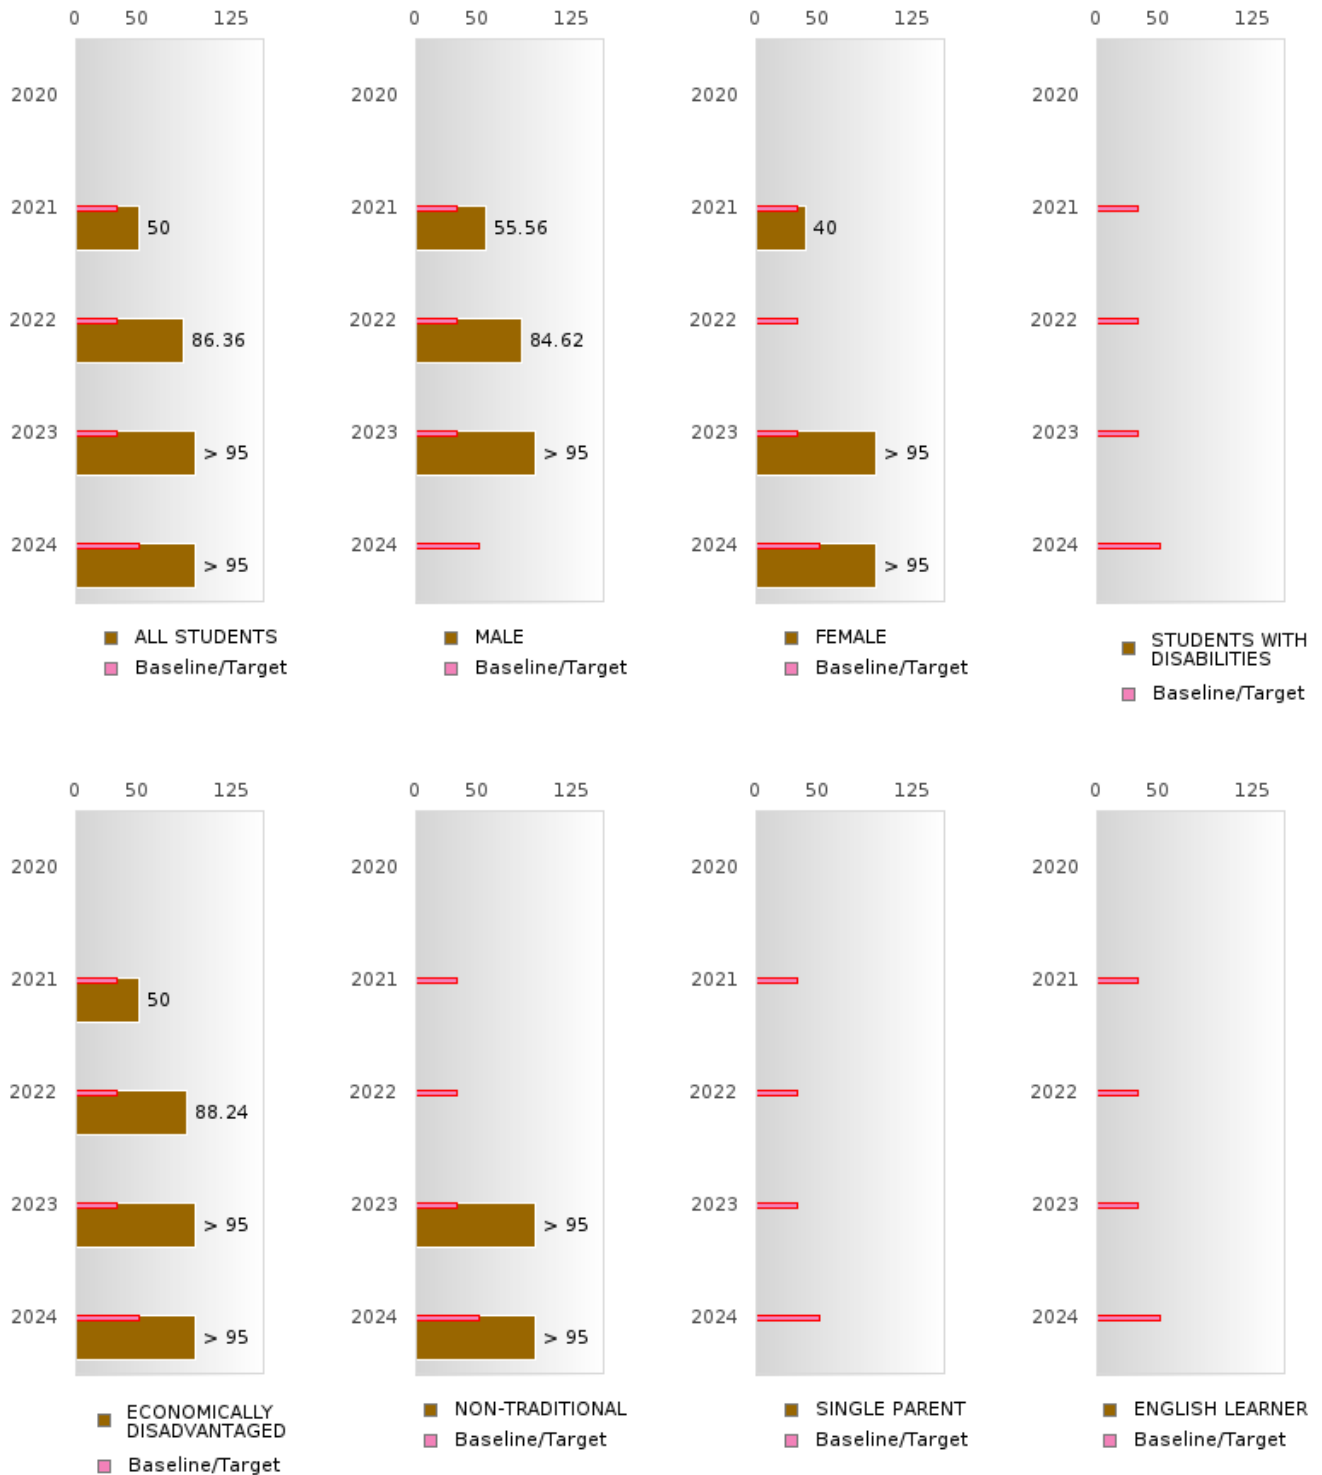 0 50 125 0 50 125 0 50 125 0 50 125
2020 2020 2020 2020
2021 50 2021 55.56 2021 40 2021
2022 86.36 2022 84.62 2022 2022
2023 > 95 2023 > 95 2023 > 95 2023
2024 > 95 2024 2024 > 95 2024
ALL STUDENTS
Baseline/Target
MALE
Baseline/Target
FEMALE
Baseline/Target
STUDENTS WITH
DISABILITIES
Baseline/Target
0 50 125 0 50 125 0 50 125 0 50 125
2020 2020 2020 2020
2021 50 2021 2021 2021
2022 88.24 2022 2022 2022
2023 > 95 2023 > 95 2023 2023
2024 > 95 2024 > 95 2024 2024
ECONOMICALLY
DISADVANTAGED
Baseline/Target
NON-TRADITIONAL
Baseline/Target
SINGLE PARENT
Baseline/Target
ENGLISH LEARNER
Baseline/Target